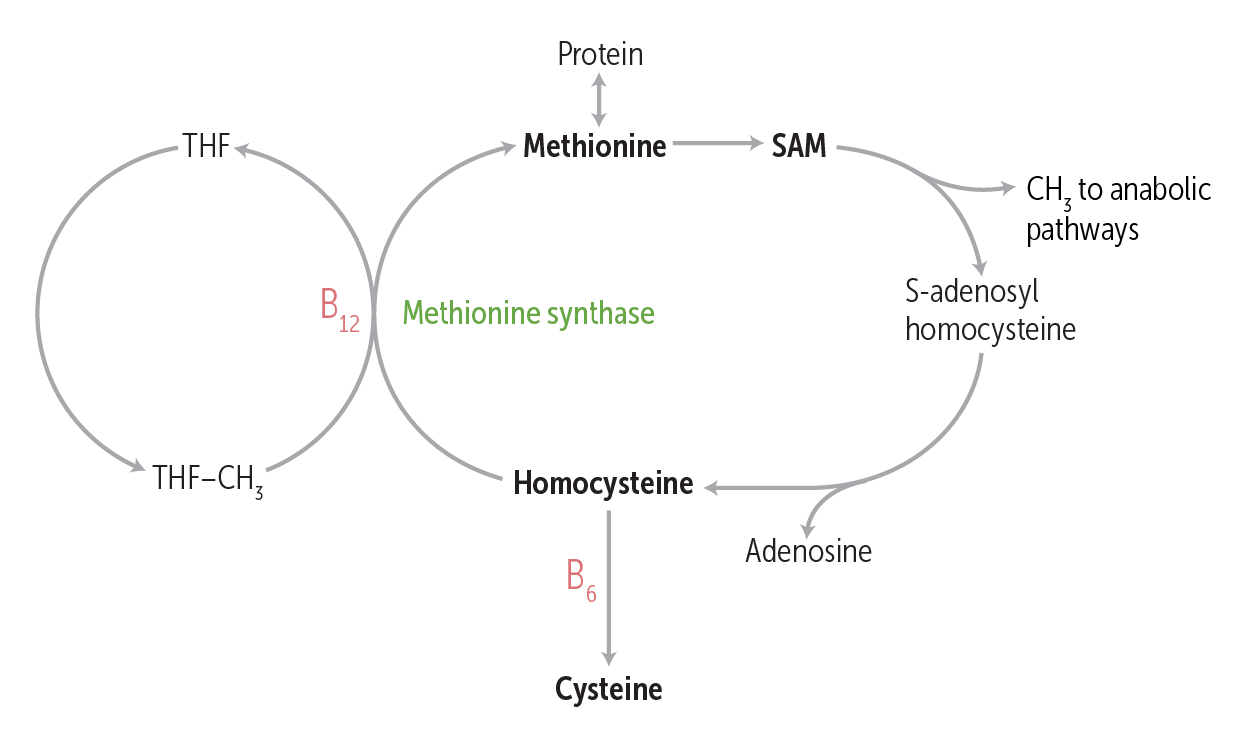 Protein
THF
Methionine
SAM
CH₃ to anabolic
pathways
B₁₂
Methionine synthase
S-adenosyl
homocysteine
THF–CH₃
Homocysteine
Adenosine
B₆
Cysteine